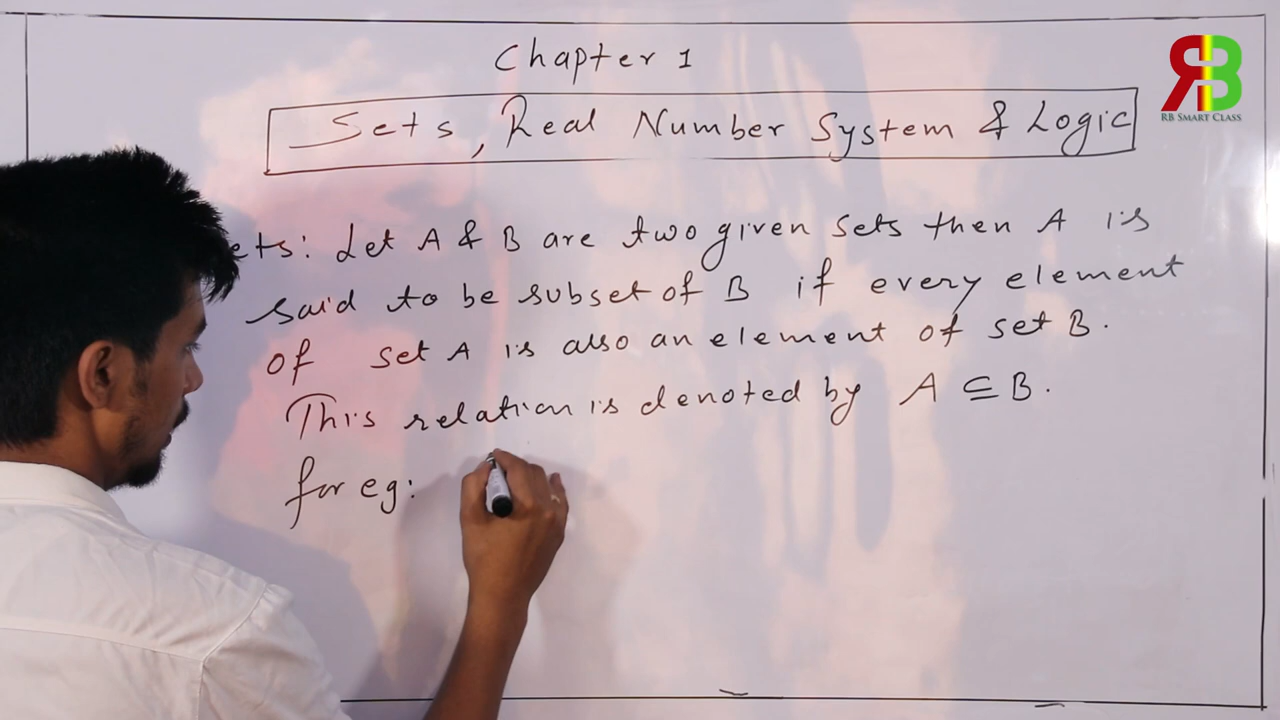 Chapter 1
Sets, Real Number System & Logic
RB
RB SMART CLASS
ets: Let A & B are two given sets then A is
said to be subset of B if every element
of set A is also an element of set B.
This relation is denoted by A ⊆ B.
for eg: